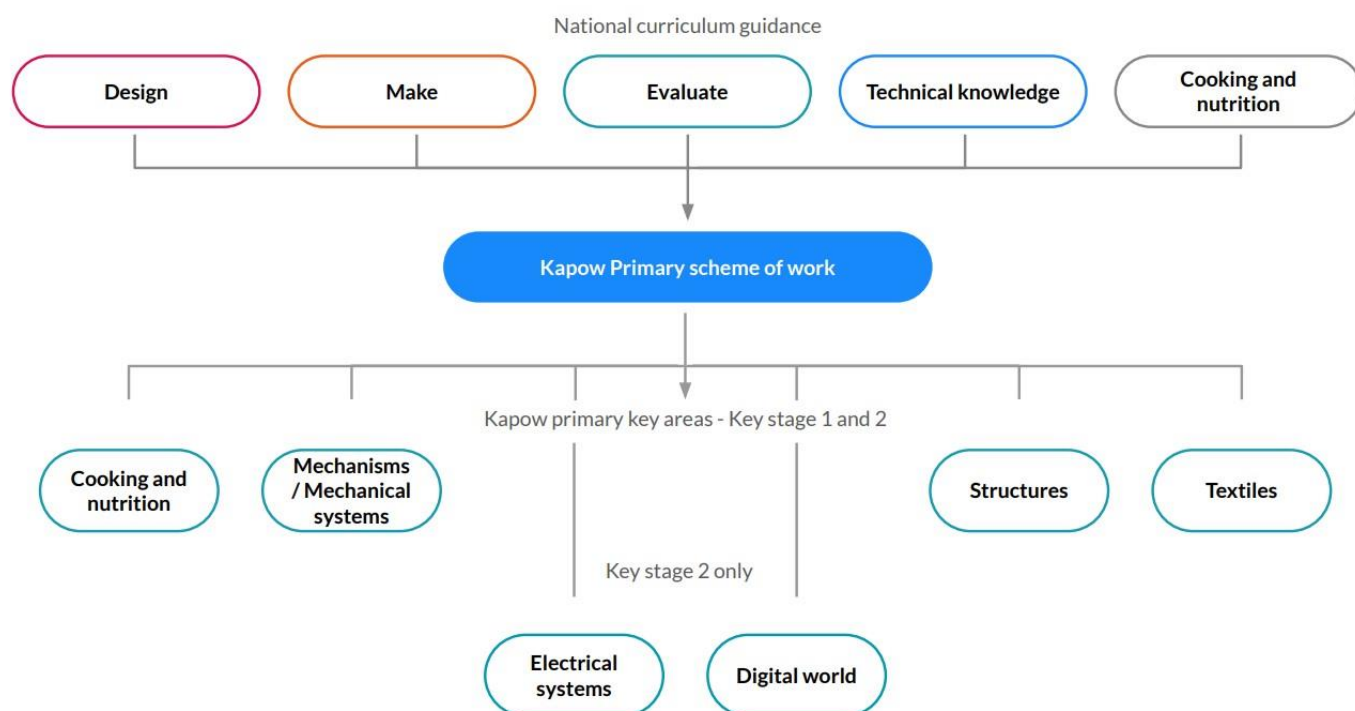 National curriculum guidance
Design
Make
Evaluate
Technical knowledge
Cooking and
nutrition
Kapow Primary scheme of work
Kapow primary key areas - Key stage 1 and 2
Cooking and
nutrition
Mechanisms
/ Mechanical
systems
Structures
Textiles
Key stage 2 only
Electrical
systems
Digital world